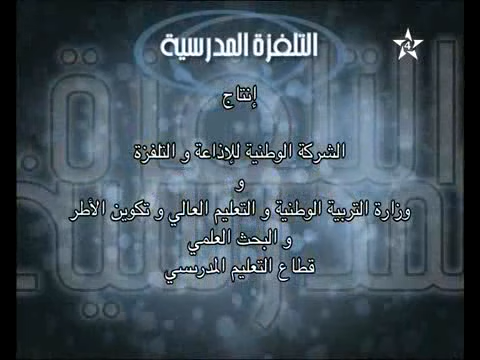 التلفزة المدرسية
4
إنتاج
الشركة الوطنية للإذاعة و التلفزة
و
وزارة التربية الوطنية و التعليم العالي و تكوين الأطر
و البحث العلمي
قطاع التعليم المدرسي